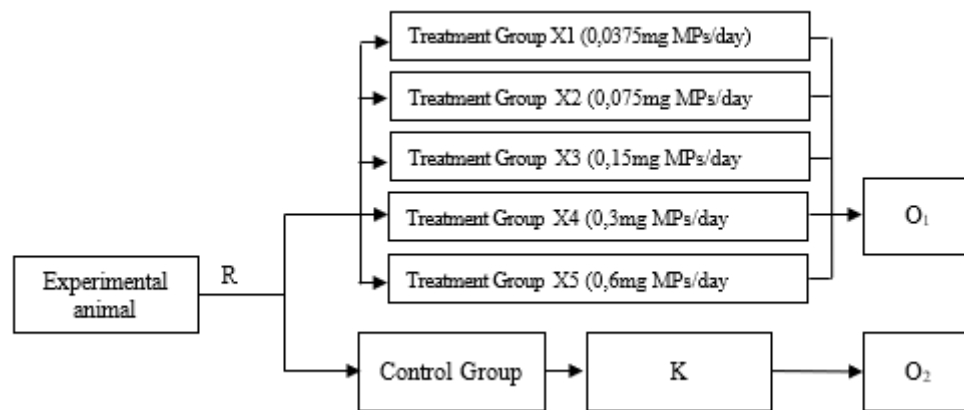 Treatment Group X1 (0,0375mg MPs/day)
Treatment Group X2 (0,075mg MPs/day
Treatment Group X3 (0,15mg MPs/day
Treatment Group X4 (0,3mg MPs/day
Treatment Group X5 (0,6mg MPs/day
O₁
R
Experimental
animal
Control Group
K
O₂